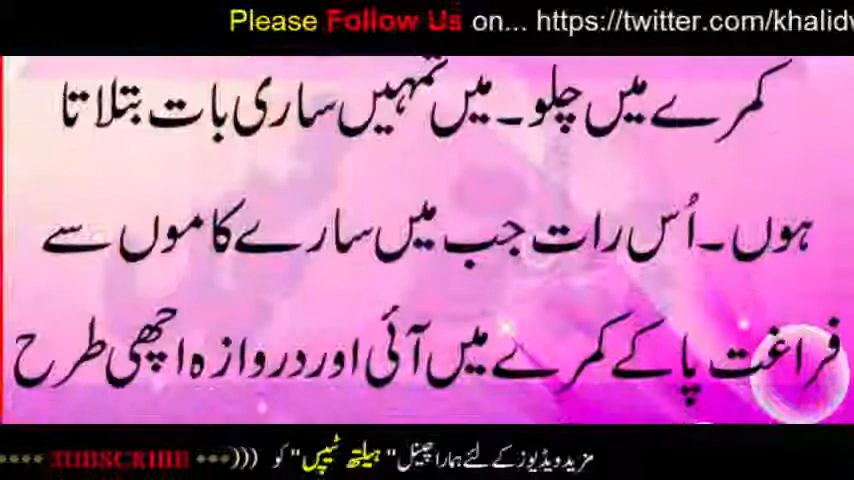 Please Follow Us on... https://twitter.com/khalidv
کمرے میں چلو۔ میں تمہیں ساری بات بتلاتا
ہوں۔ اُس رات جب میں سارے کاموں سے
فراغت پا کے کمرے میں آئی اور دروازہ اچھی طرح
مزید ویڈیوز کے لئے ہمارا چینل "ہیلتھ ٹپس" کو ))) SUBSCRIBE